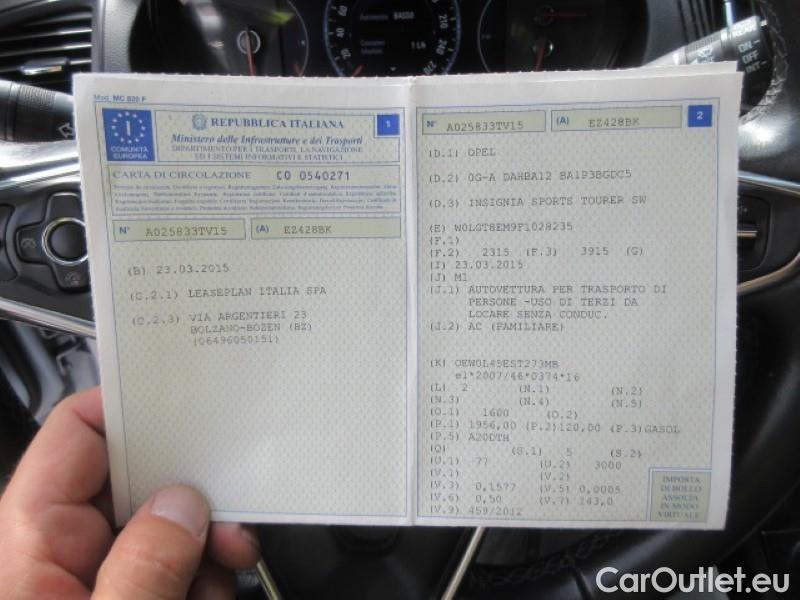 Mod. MC 820 F
REPUBBLICA ITALIANA
1
Ministero delle Infrastrutture e dei Trasporti
DIPARTIMENTO PER I TRASPORTI, LA NAVIGAZIONE
ED I SISTEMI INFORMATIVI E STATISTICI
I
COMUNITÀ
EUROPEA
CARTA DI CIRCOLAZIONE CO 0540271
N° A025833TV15 (A) EZ428BK
(B) 23.03.2015
(C.2.1) LEASEPLAN ITALIA SPA
(C.2.3) VIA ARGENTIERI 23
BOLZANO-BOZEN (BZ)
(06496050151)
N° A025833TV15 (A) EZ428BK 2
(D.1) OPEL
(D.2) 0G-A DAHBA12 BA1P3BGDC5
(D.3) INSIGNIA SPORTS TOURER SW
(E) W0LGT8EM9F1028235
(F.1)
(F.2) 2315 (F.3) 3915 (G)
(I) 23.03.2015
(J) M1
(J.1) AUTOVETTURA PER TRASPORTO DI
PERSONE -USO DI TERZI DA
LOCARE SENZA CONDUC.
(J.2) AC (FAMILIARE)
(K) OEW0L45EST273MB
e1*2007/46*0374*16
(L) 2 (N.1) (N.2)
(N.3) (N.4) (N.5)
(O.1) 1600 (O.2)
(P.1) 1956,00 (P.2)120,00 (P.3)GASOL
(P.5) A20DTH
(Q) (S.1) 5 (S.2)
(U.1) 77 (U.2) 3000
(V.1) (V.2)
(V.3) 0,1577 (V.5) 0,0005
(V.6) 0,50 (V.7) 143,0
(V.9) 459/2012
IMPOSTA
DI BOLLO
ASSOLTA
IN MODO
VIRTUALE
REAR
ON
OFF
INT
CarOutlet.eu